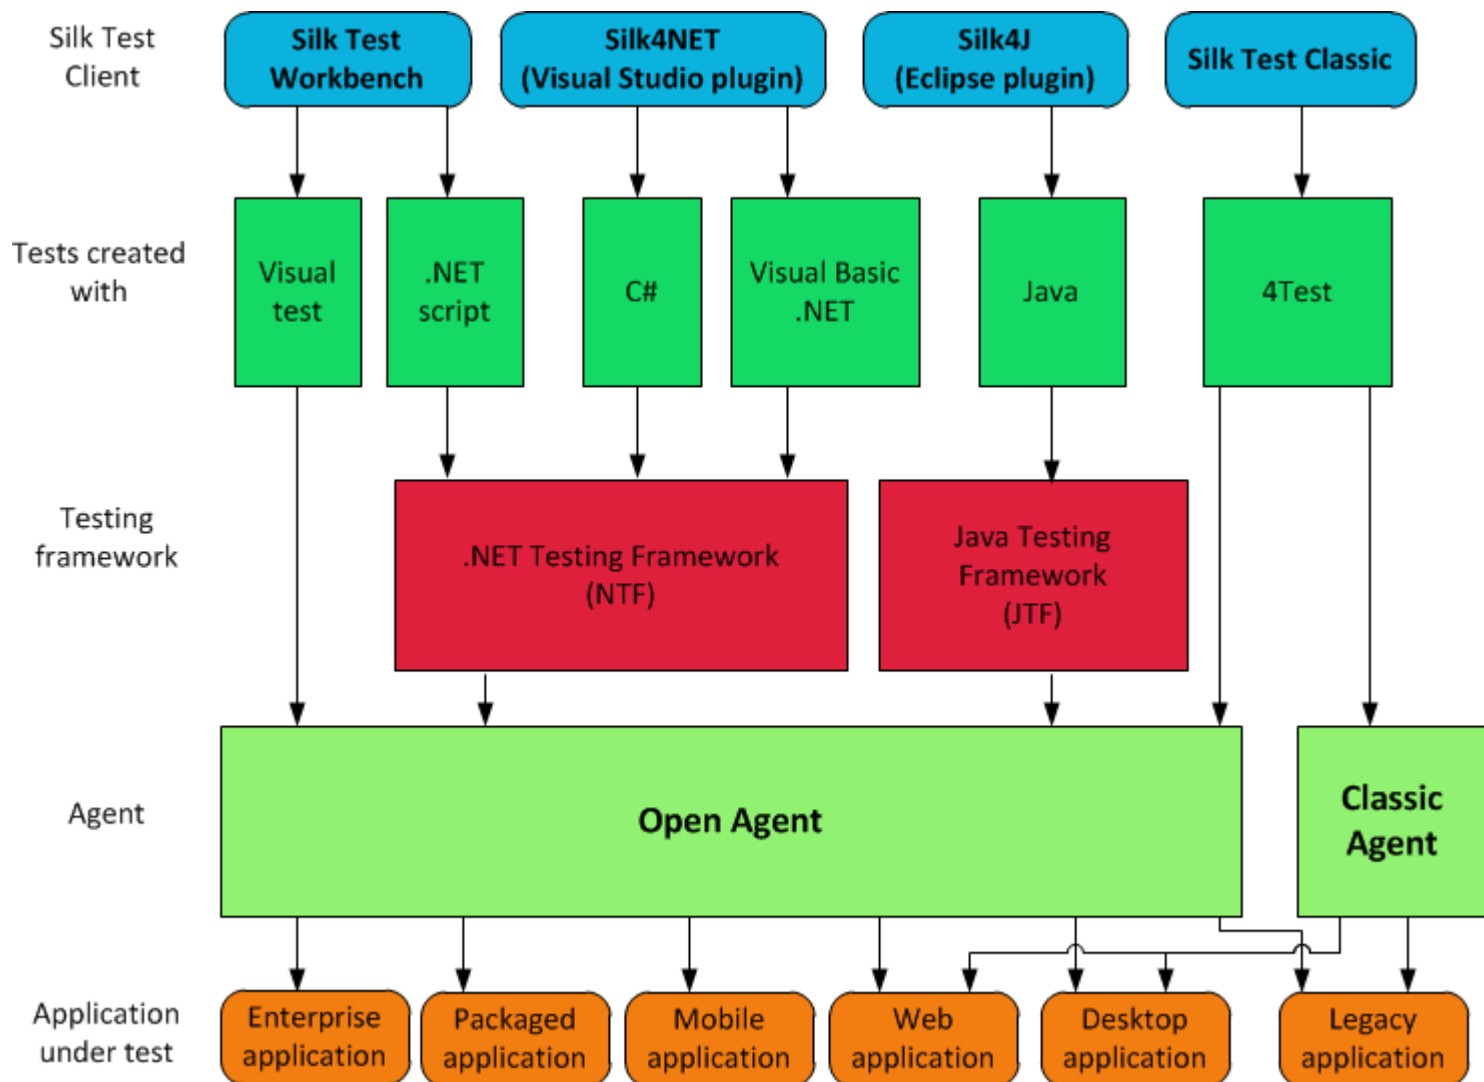 Silk Test
Client
Silk Test
Workbench
Silk4NET
(Visual Studio plugin)
Silk4J
(Eclipse plugin)
Silk Test Classic
Tests created
with
Visual
test
.NET
script
C#
Visual Basic
.NET
Java
4Test
Testing
framework
.NET Testing Framework
(NTF)
Java Testing
Framework
(JTF)
Agent
Open Agent
Classic
Agent
Application
under test
Enterprise
application
Packaged
application
Mobile
application
Web
application
Desktop
application
Legacy
application